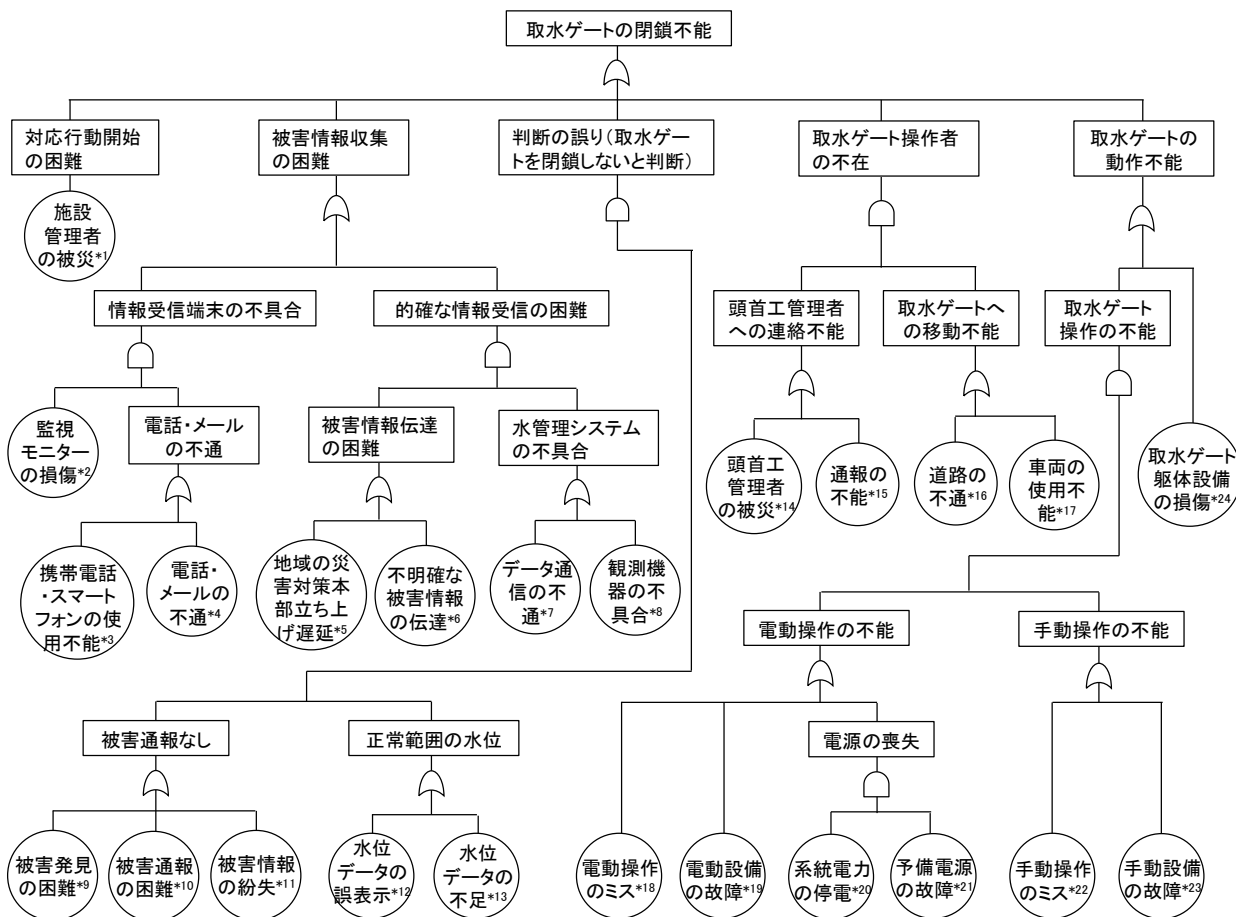 取水ゲートの閉鎖不能
対応行動開始
の困難
被害情報収集
の困難
判断の誤り(取水ゲー
トを閉鎖しないと判断)
取水ゲート操作者
の不在
取水ゲートの
動作不能
施設
管理者
の被災*1
情報受信端末の不具合
的確な情報受信の困難
頭首工管理者
への連絡不能
取水ゲートへ
の移動不能
取水ゲート
操作の不能
監視
モニター
の損傷*2
電話・メール
の不通
被害情報伝達
の困難
水管理システム
の不具合
頭首工
管理者
の被災*14
通報の
不能*15
道路の
不通*16
車両の
使用不
能*17
取水ゲート
躯体設備
の損傷*24
携帯電話
・スマート
フォンの使
用不能*3
電話・
メールの
不通*4
地域の災
害対策本
部立ち上
げ遅延*5
不明確な
被害情報
の伝達*6
データ通
信の不
通*7
観測機
器の不
具合*8
電動操作の不能
手動操作の不能
被害通報なし
正常範囲の水位
電源の喪失
被害発見
の困難*9
被害通報
の困難*10
被害情報
の紛失*11
水位
データの
誤表示*12
水位
データの
不足*13
電動操作
のミス*18
電動設備
の故障*19
系統電力
の停電*20
予備電源
の故障*21
手動操作
のミス*22
手動設備
の故障*23